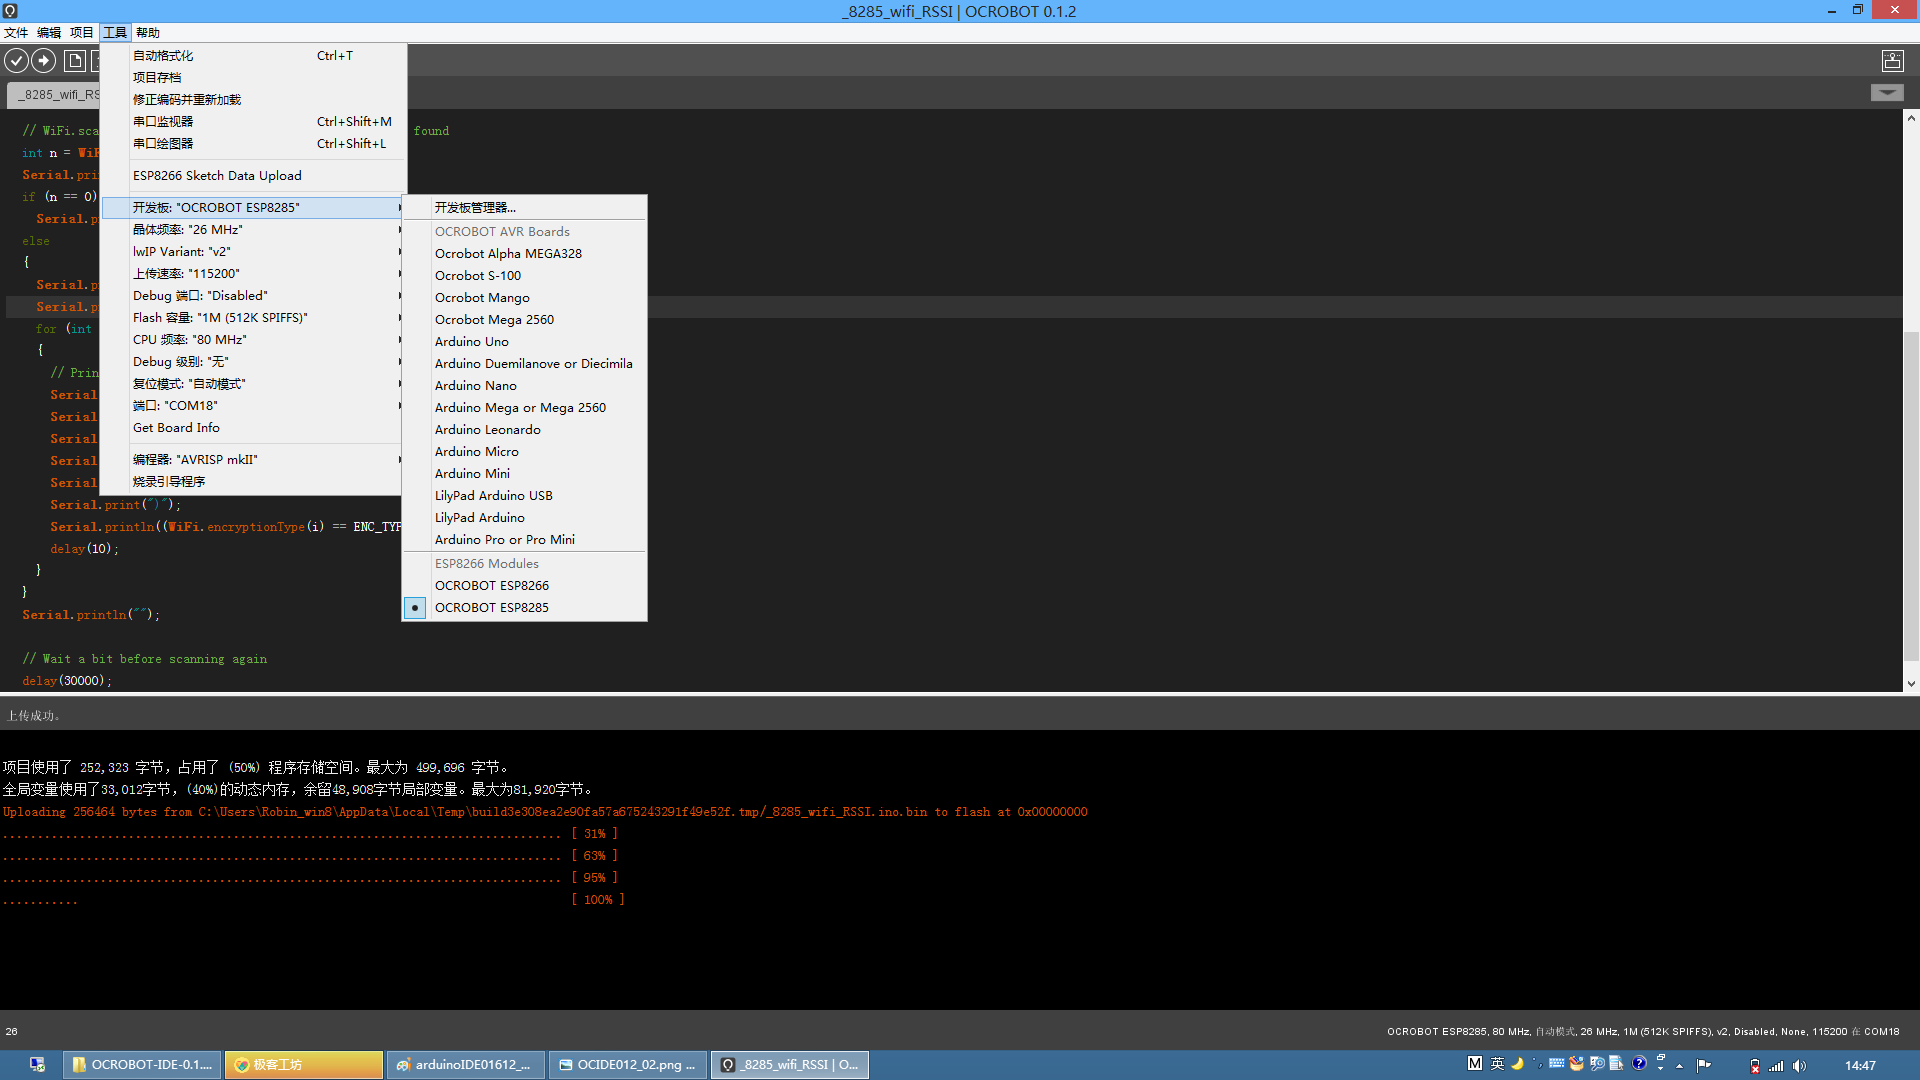 _8285_wifi_RSSI | OCROBOT 0.1.2
文件 编辑 项目 工具 帮助
_8285_wifi_RS
自动格式化 Ctrl+T
项目存档
修正编码并重新加载
串口监视器 Ctrl+Shift+M
串口绘图器 Ctrl+Shift+L
ESP8266 Sketch Data Upload
开发板: "OCROBOT ESP8285"
晶体频率: "26 MHz"
lwIP Variant: "v2"
上传速率: "115200"
Debug 端口: "Disabled"
Flash 容量: "1M (512K SPIFFS)"
CPU 频率: "80 MHz"
Debug 级别: "无"
复位模式: "自动模式"
端口: "COM18"
Get Board Info
编程器: "AVRISP mkII"
烧录引导程序
开发板管理器...
OCROBOT AVR Boards
Ocrobot Alpha MEGA328
Ocrobot S-100
Ocrobot Mango
Ocrobot Mega 2560
Arduino Uno
Arduino Duemilanove or Diecimila
Arduino Nano
Arduino Mega or Mega 2560
Arduino Leonardo
Arduino Micro
Arduino Mini
LilyPad Arduino USB
LilyPad Arduino
Arduino Pro or Pro Mini
ESP8266 Modules
OCROBOT ESP8266
OCROBOT ESP8285
// WiFi.sca found
int n = WiF
Serial.pri
if (n == 0)
Serial.p
else
{
Serial.p
Serial.p
for (int
{
// Prin
Serial
Serial
Serial
Serial
Serial
Serial.print(")");
Serial.println((WiFi.encryptionType(i) == ENC_TYP
delay(10);
}
}
Serial.println("");
// Wait a bit before scanning again
delay(30000);
上传成功。
项目使用了 252,323 字节，占用了 (50%) 程序存储空间。最大为 499,696 字节。
全局变量使用了33,012字节，(40%)的动态内存，余留48,908字节局部变量。最大为81,920字节。
Uploading 256464 bytes from C:\Users\Robin_win8\AppData\Local\Temp\build3e308ea2e90fa57a675243291f49e52f.tmp/_8285_wifi_RSSI.ino.bin to flash at 0x00000000
................................................................................ [ 31% ]
................................................................................ [ 63% ]
................................................................................ [ 95% ]
........... [ 100% ]
26
OCROBOT ESP8285, 80 MHz, 自动模式, 26 MHz, 1M (512K SPIFFS), v2, Disabled, None, 115200 在 COM18
OCROBOT-IDE-0.1....
极客工坊
arduinoIDE01612_...
OCIDE012_02.png ...
_8285_wifi_RSSI | O...
M 英
14:47